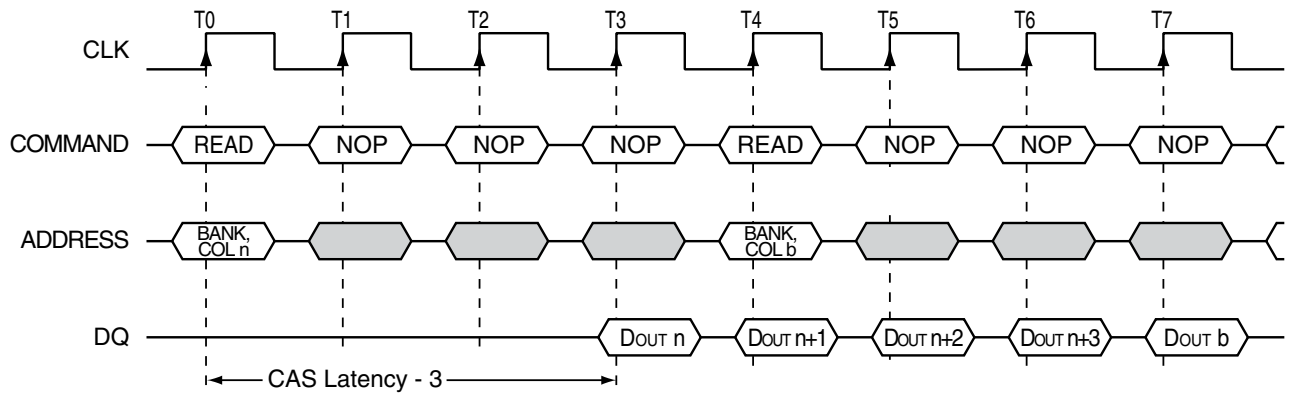 T0 T1 T2 T3 T4 T5 T6 T7
CLK
COMMAND READ NOP NOP NOP READ NOP NOP NOP
ADDRESS BANK, COL n BANK, COL b
DQ DOUT n DOUT n+1 DOUT n+2 DOUT n+3 DOUT b
CAS Latency - 3